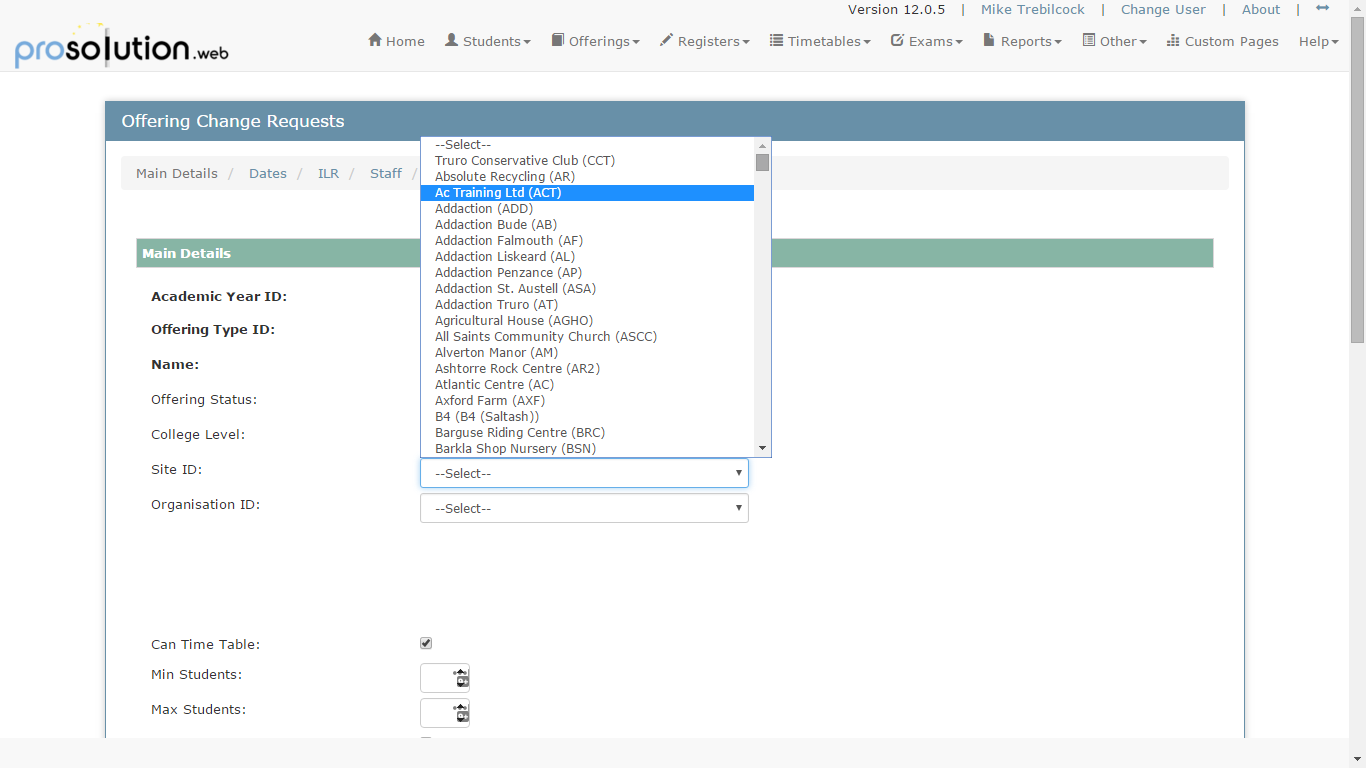 Version 12.0.5 | Mike Trebilcock | Change User | About |
prosolution.web
Home Students Offerings Registers Timetables Exams Reports Other Custom Pages Help
Offering Change Requests
Main Details / Dates / ILR / Staff /
--Select--
Truro Conservative Club (CCT)
Absolute Recycling (AR)
Ac Training Ltd (ACT)
Addaction (ADD)
Addaction Bude (AB)
Addaction Falmouth (AF)
Addaction Liskeard (AL)
Addaction Penzance (AP)
Addaction St. Austell (ASA)
Addaction Truro (AT)
Agricultural House (AGHO)
All Saints Community Church (ASCC)
Alverton Manor (AM)
Ashtorre Rock Centre (AR2)
Atlantic Centre (AC)
Axford Farm (AXF)
B4 (B4 (Saltash))
Barguse Riding Centre (BRC)
Barkla Shop Nursery (BSN)
Main Details
Academic Year ID:
Offering Type ID:
Name:
Offering Status:
College Level:
Site ID: --Select--
Organisation ID: --Select--
Can Time Table:
Min Students:
Max Students: